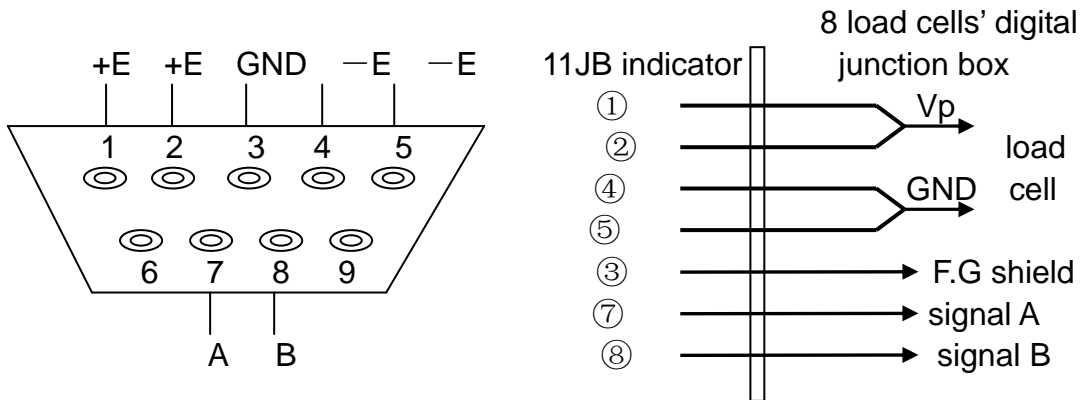 +E +E GND －E －E
1 2 3 4 5
6 7 8 9
A B
8 load cells' digital
11JB indicator junction box
① Vp
② load
④ GND cell
⑤
③ F.G shield
⑦ signal A
⑧ signal B